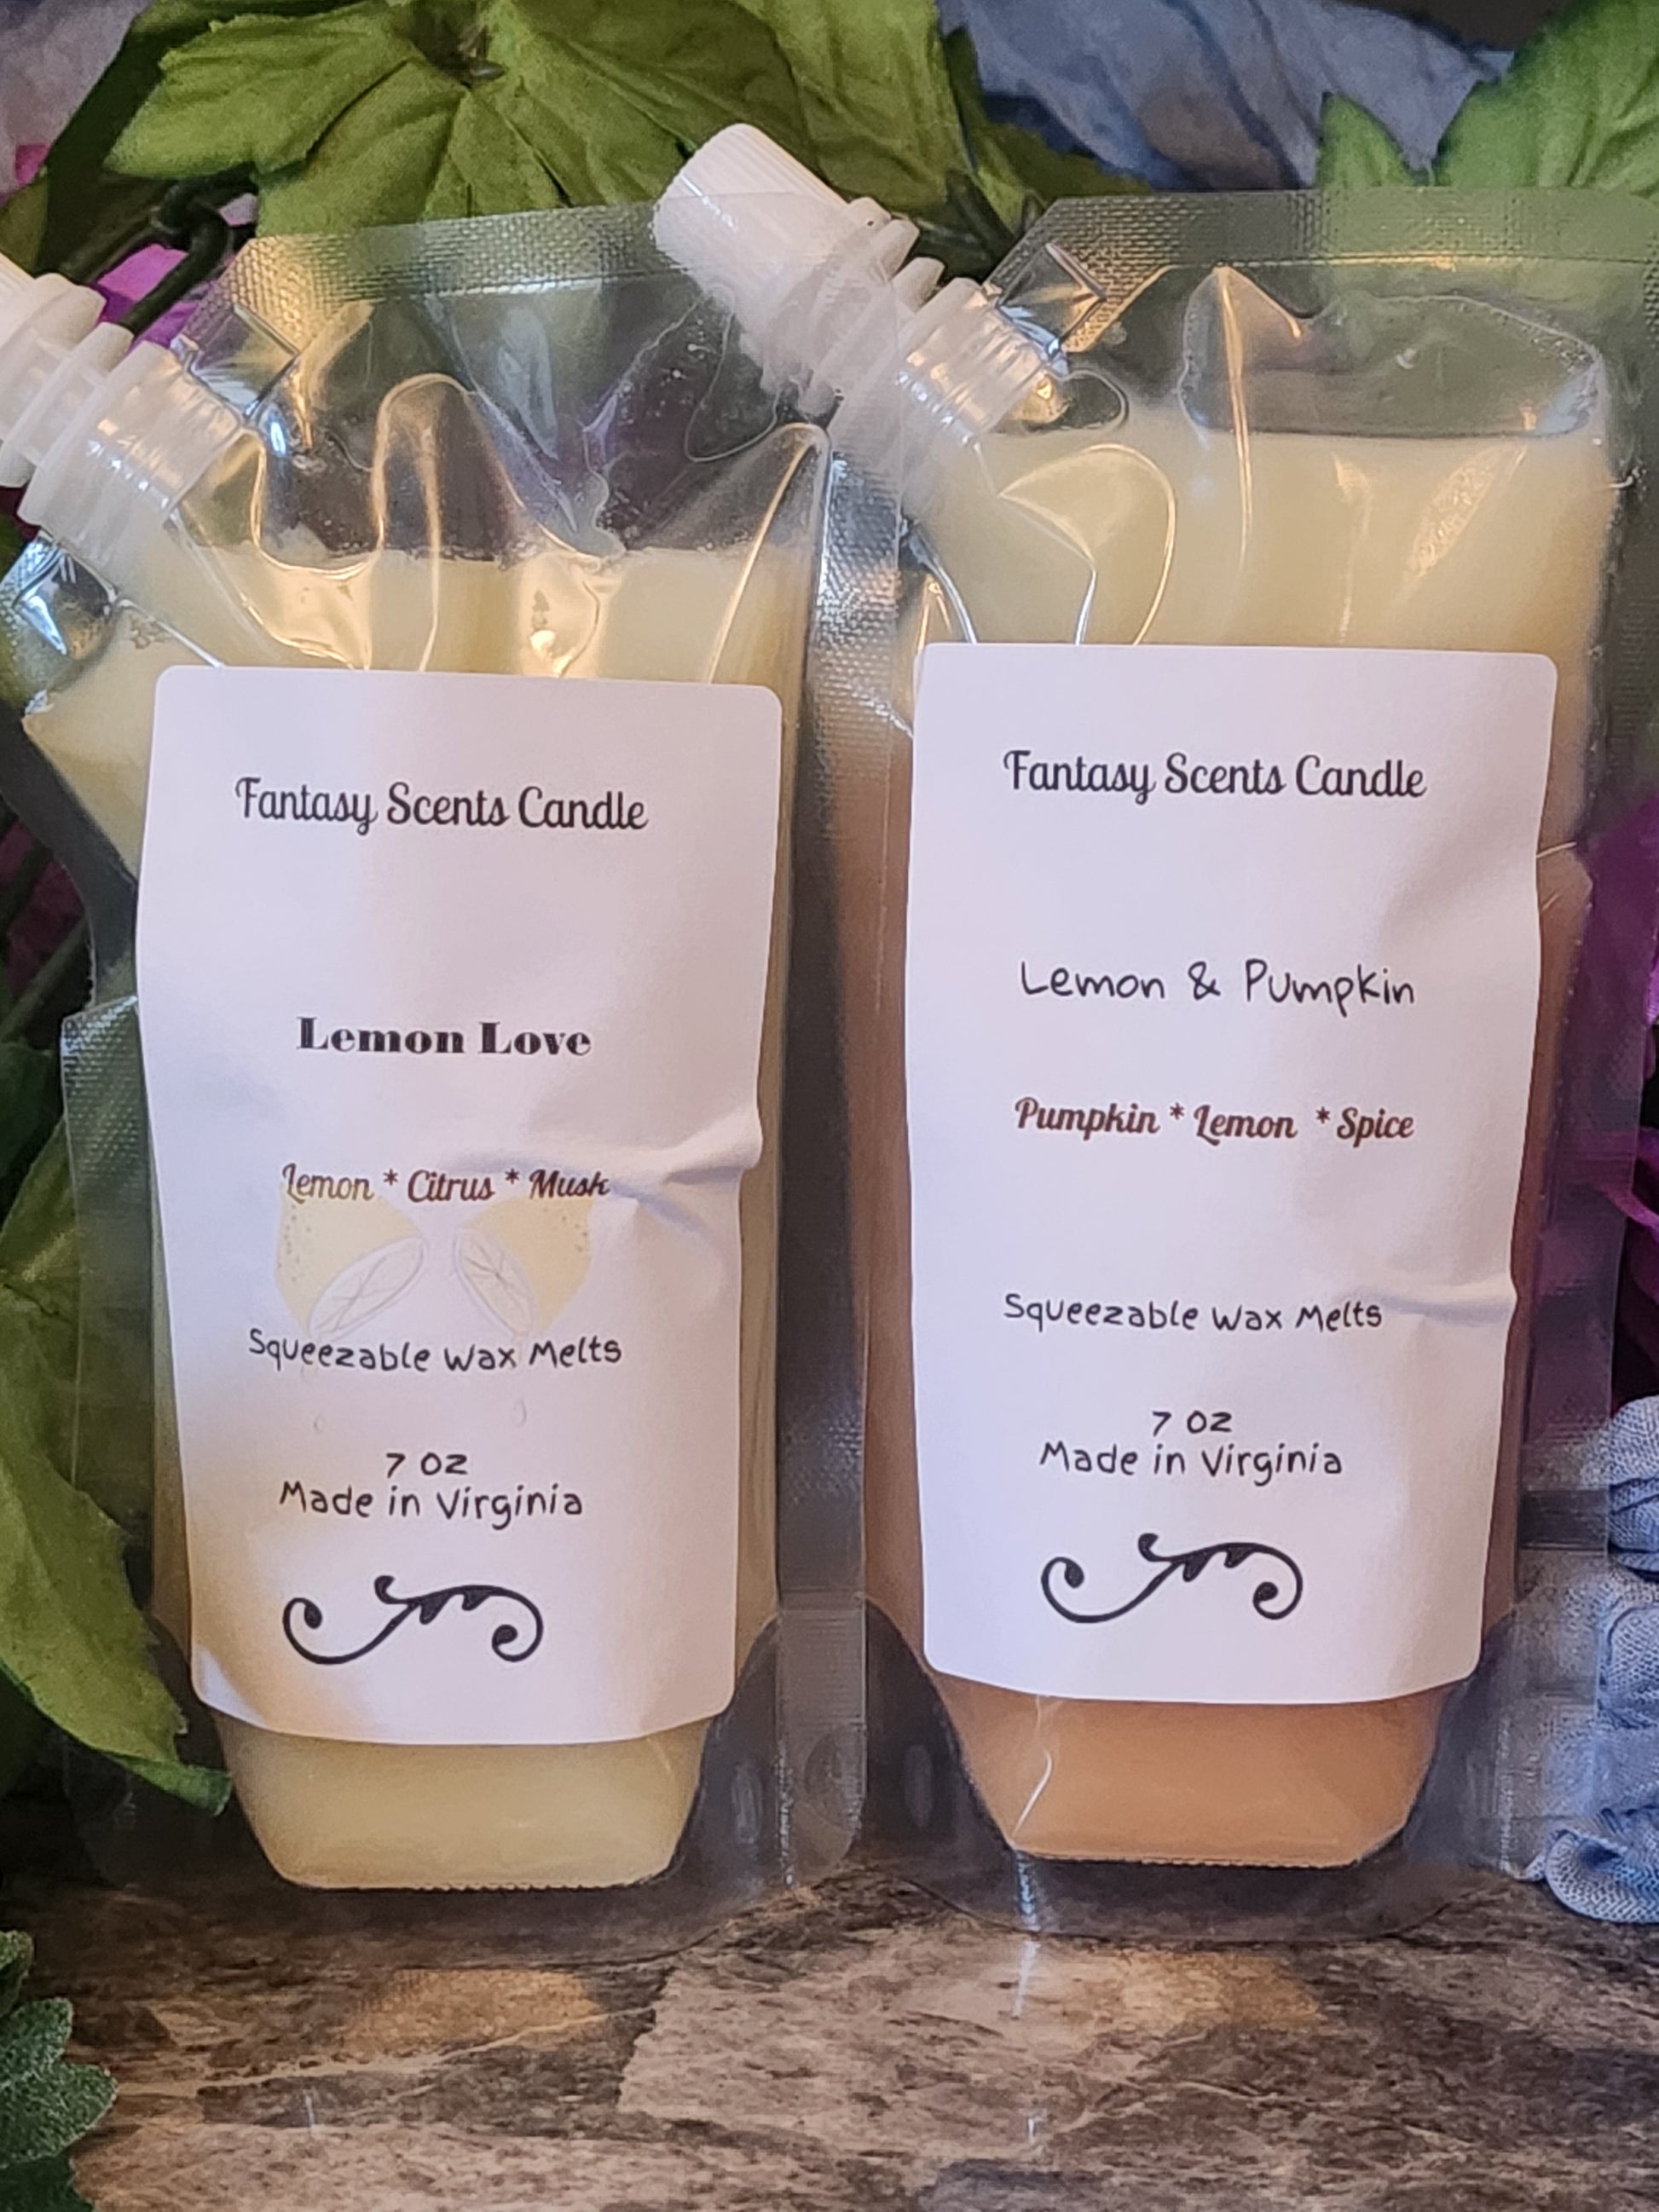 Fantasy Scents Candle
Lemon Love
Lemon * Citrus * Musk
Squeezable Wax Melts
7 OZ
Made in Virginia
Fantasy Scents Candle
Lemon & Pumpkin
Pumpkin * Lemon * Spice
Squeezable Wax Melts
7 OZ
Made in Virginia